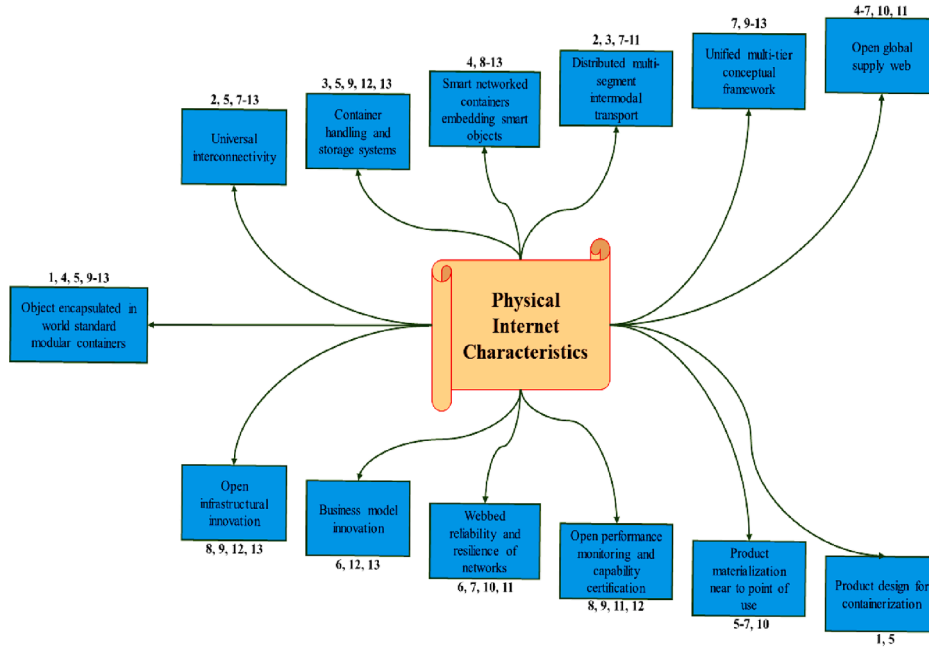 4-7, 10, 11
Open global
supply web
7, 9-13
Unified multi-tier
conceptual
framework
2, 3, 7-11
Distributed multi-
segment
intermodal
transport
4, 8-13
Smart networked
containers
embedding smart
objects
3, 5, 9, 12, 13
Container
handling and
storage systems
2, 5, 7-13
Universal
interconnectivity
1, 4, 5, 9-13
Object encapsulated in
world standard
modular containers
Physical
Internet
Characteristics
Open
infrastructural
innovation
8, 9, 12, 13
Business model
innovation
6, 12, 13
Webbed
reliability and
resilience of
networks
6, 7, 10, 11
Open performance
monitoring and
capability
certification
8, 9, 11, 12
Product
materialization
near to point of
use
5-7, 10
Product design for
containerization
1, 5